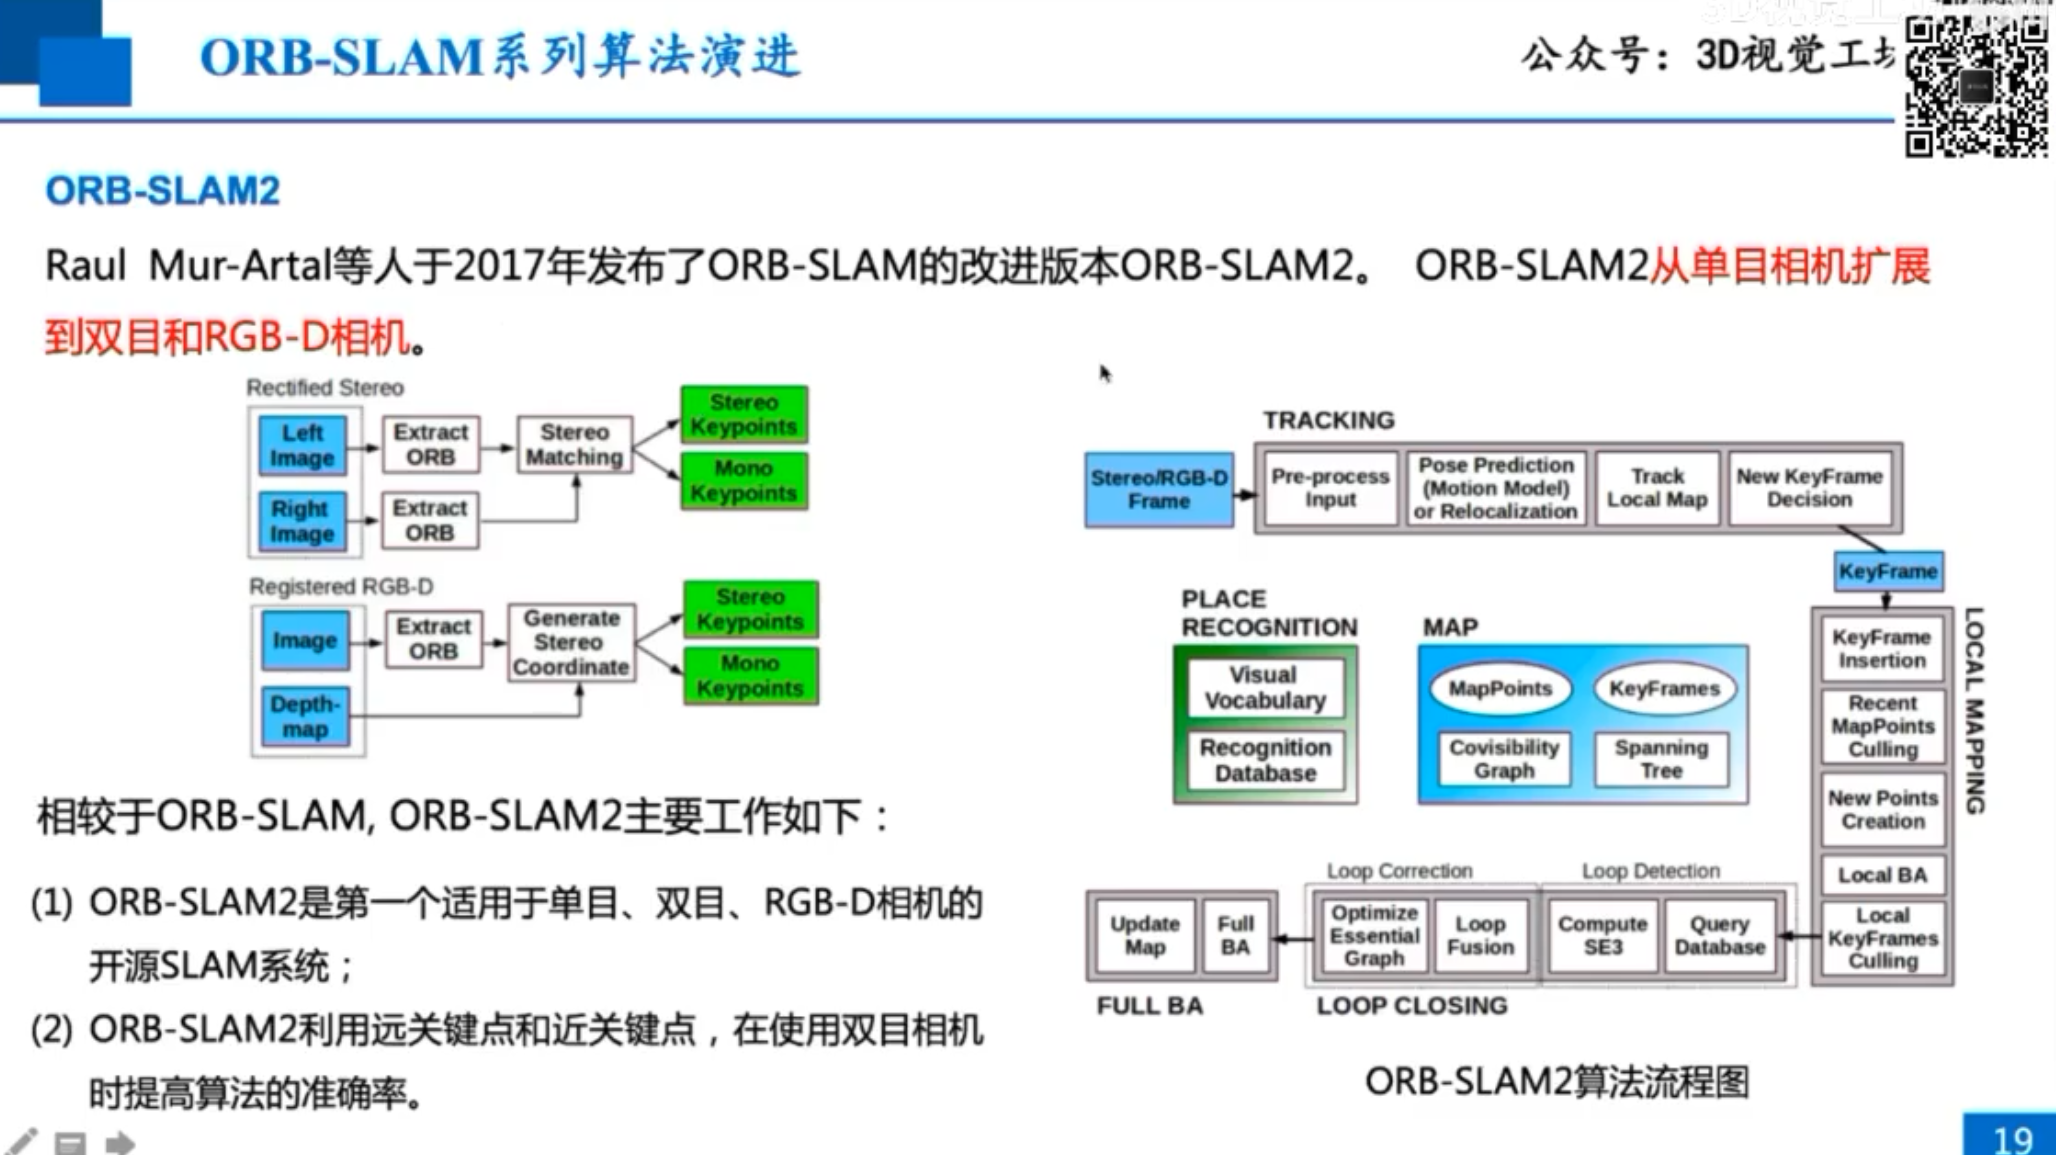 ORB-SLAM系列算法演进
公众号：3D视觉工
ORB-SLAM2
Raul Mur-Artal等人于2017年发布了ORB-SLAM的改进版本ORB-SLAM2。 ORB-SLAM2从单目相机扩展
到双目和RGB-D相机。
Rectified Stereo
Left
Image
Extract
ORB
Stereo
Matching
Stereo
Keypoints
Mono
Keypoints
Right
Image
Extract
ORB
Registered RGB-D
Image
Extract
ORB
Generate
Stereo
Coordinate
Stereo
Keypoints
Mono
Keypoints
Depth-
map
相较于ORB-SLAM, ORB-SLAM2主要工作如下：
(1) ORB-SLAM2是第一个适用于单目、双目、RGB-D相机的
开源SLAM系统；
(2) ORB-SLAM2利用远关键点和近关键点，在使用双目相机
时提高算法的准确率。
TRACKING
Stereo/RGB-D
Frame
Pre-process
Input
Pose Prediction
(Motion Model)
or Relocalization
Track
Local Map
New KeyFrame
Decision
KeyFrame
PLACE
RECOGNITION
Visual
Vocabulary
Recognition
Database
MAP
MapPoints
KeyFrames
Covisibility
Graph
Spanning
Tree
LOCAL MAPPING
KeyFrame
Insertion
Recent
MapPoints
Culling
New Points
Creation
Local BA
Local
KeyFrames
Culling
Loop Correction
Loop Detection
Update
Map
Full
BA
Optimize
Essential
Graph
Loop
Fusion
Compute
SE3
Query
Database
FULL BA
LOOP CLOSING
ORB-SLAM2算法流程图
19